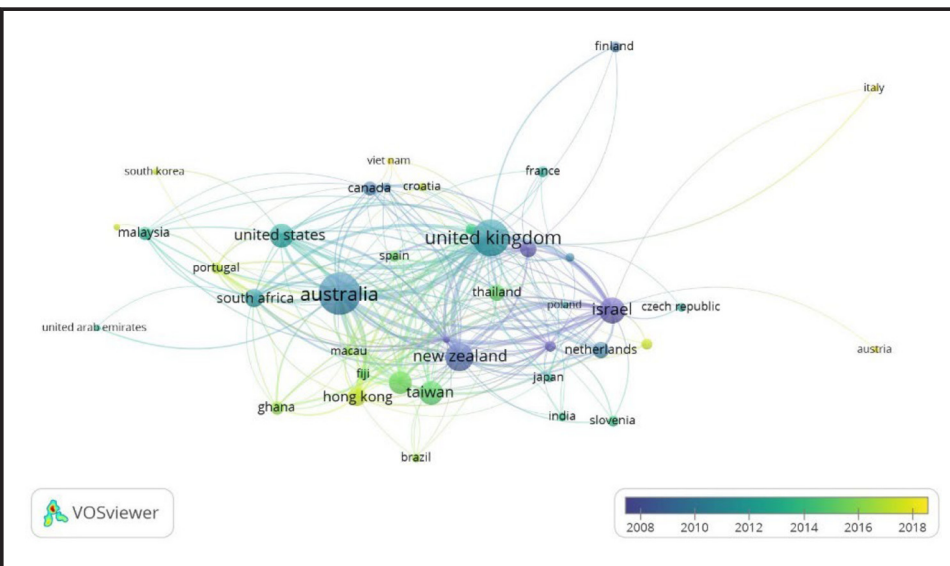 finland
italy
viet nam
south korea
france
canada
croatia
malaysia
united states
united kingdom
spain
portugal
thailand
south africa
australia
poland
israel
czech republic
united arab emirates
macau
new zealand
netherlands
austria
fiji
japan
hong kong
taiwan
ghana
india
slovenia
brazil
VOSviewer
2008 2010 2012 2014 2016 2018